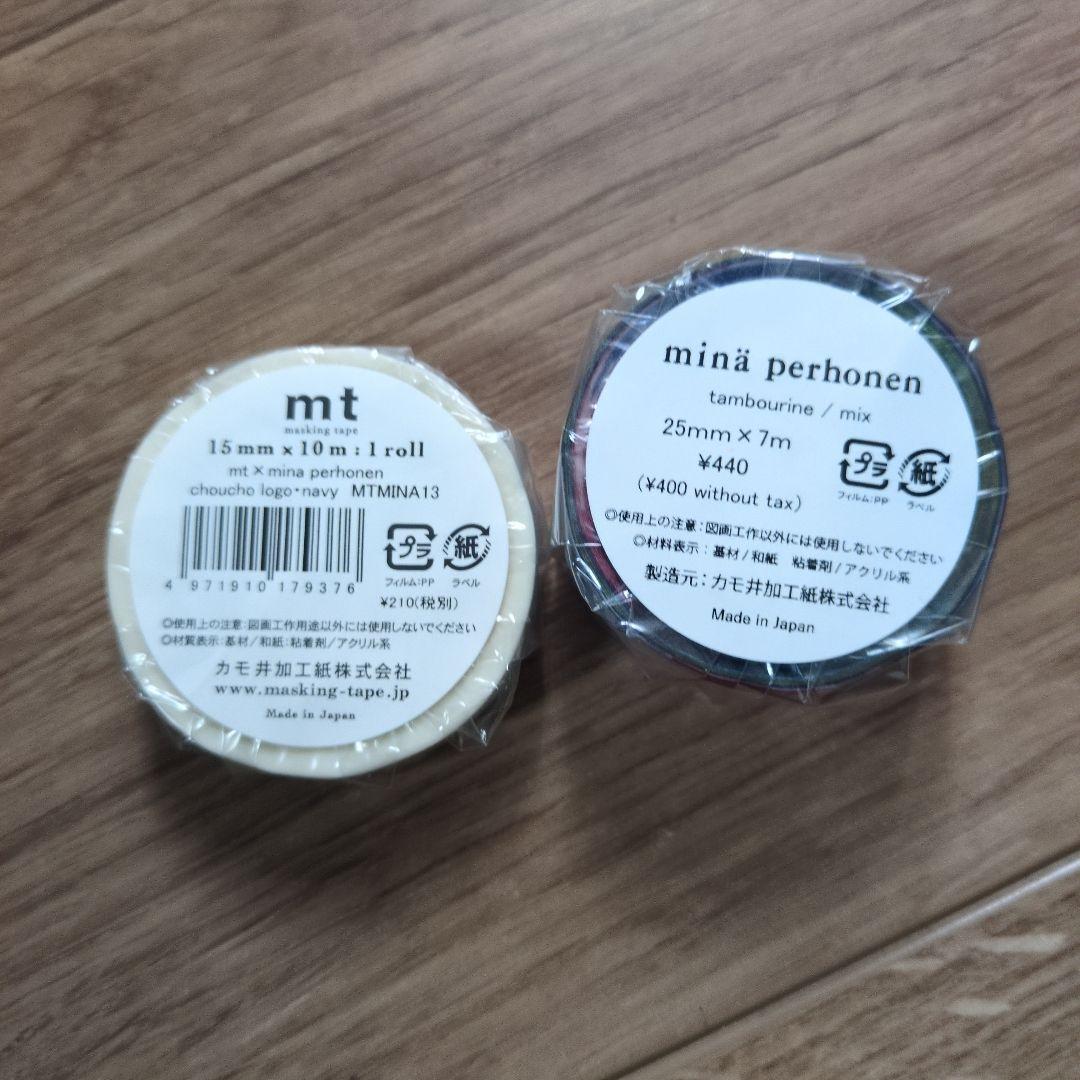 mt
masking tape
15mm x 10m : 1 roll
mt×mina perhonen
choucho logo・navy MTMINA13
4 971910 179376
プラ
フィルム:PP
紙
ラベル
¥210(税別)
◎使用上の注意:図画工作用途以外には使用しないでください
◎材質表示:基材/和紙:粘着剤/アクリル系
カモ井加工紙株式会社
www.masking-tape.jp
Made in Japan
minä perhonen
tambourine / mix
25mm×7m
¥440
(¥400 without tax)
プラ
フィルム:PP
紙
ラベル
◎使用上の注意:図画工作以外には使用しないでください
◎材料表示:基材/和紙 粘着剤/アクリル系
製造元:カモ井加工紙株式会社
Made in Japan